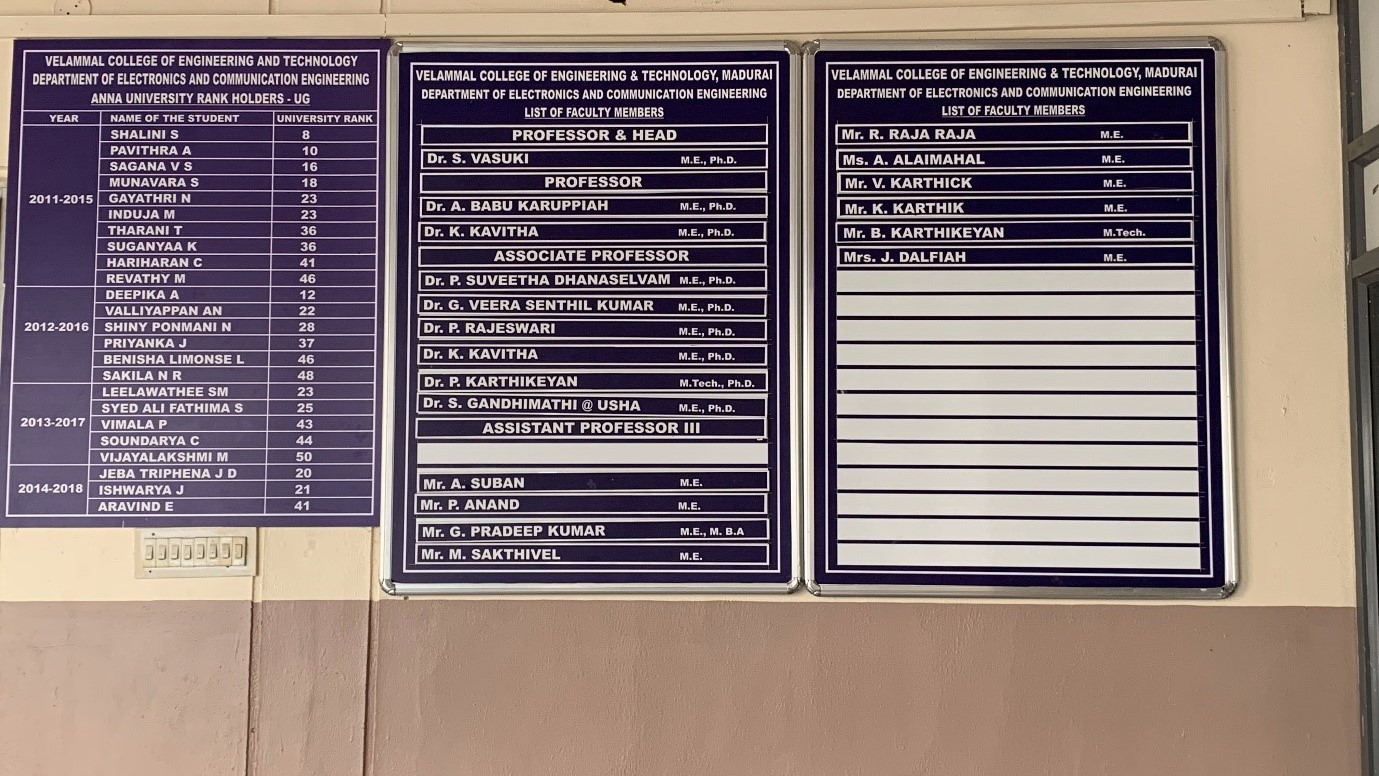 VELAMMAL COLLEGE OF ENGINEERING AND TECHNOLOGY
DEPARTMENT OF ELECTRONICS AND COMMUNICATION ENGINEERING
ANNA UNIVERSITY RANK HOLDERS - UG
YEAR NAME OF THE STUDENT UNIVERSITY RANK
2011-2015
SHALINI S 8
PAVITHRA A 10
SAGANA V S 16
MUNAVARA S 18
GAYATHRI N 23
INDUJA M 23
THARANI T 36
SUGANYAA K 36
HARIHARAN C 41
REVATHY M 46
2012-2016
DEEPIKA A 12
VALLIYAPPAN AN 22
SHINY PONMANI N 28
PRIYANKA J 37
BENISHA LIMONSE L 46
SAKILA N R 48
2013-2017
LEELAWATHEE SM 23
SYED ALI FATHIMA S 25
VIMALA P 43
SOUNDARYA C 44
VIJAYALAKSHMI M 50
2014-2018
JEBA TRIPHENA J D 20
ISHWARYA J 21
ARAVIND E 41
VELAMMAL COLLEGE OF ENGINEERING & TECHNOLOGY, MADURAI
DEPARTMENT OF ELECTRONICS AND COMMUNICATION ENGINEERING
LIST OF FACULTY MEMBERS
PROFESSOR & HEAD
Dr. S. VASUKI M.E., Ph.D.
PROFESSOR
Dr. A. BABU KARUPPIAH M.E., Ph.D.
Dr. K. KAVITHA M.E., Ph.D.
ASSOCIATE PROFESSOR
Dr. P. SUVEETHA DHANASELVAM M.E., Ph.D.
Dr. G. VEERA SENTHIL KUMAR M.E., Ph.D.
Dr. P. RAJESWARI M.E., Ph.D.
Dr. K. KAVITHA M.E., Ph.D.
Dr. P. KARTHIKEYAN M.Tech., Ph.D.
Dr. S. GANDHIMATHI @ USHA M.E., Ph.D.
ASSISTANT PROFESSOR III
Mr. A. SUBAN M.E.
Mr. P. ANAND M.E.
Mr. G. PRADEEP KUMAR M.E., M. B.A
Mr. M. SAKTHIVEL M.E.
VELAMMAL COLLEGE OF ENGINEERING & TECHNOLOGY, MADURAI
DEPARTMENT OF ELECTRONICS AND COMMUNICATION ENGINEERING
LIST OF FACULTY MEMBERS
Mr. R. RAJA RAJA M.E.
Ms. A. ALAIMAHAL M.E.
Mr. V. KARTHICK M.E.
Mr. K. KARTHIK M.E.
Mr. B. KARTHIKEYAN M.Tech.
Mrs. J. DALFIAH M.E.